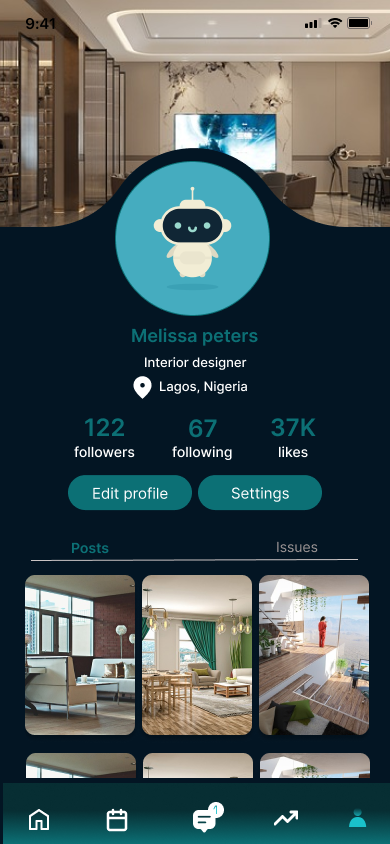 9:41
Melissa peters
Interior designer
Lagos, Nigeria
122 67 37K
followers following likes
Edit profile Settings
Posts Issues
1